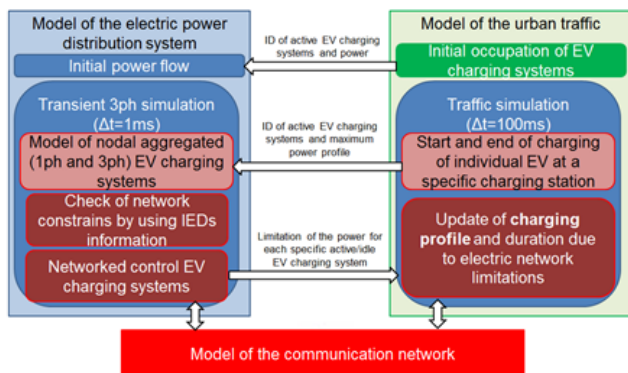 Model of the electric power
distribution system
Initial power flow
Transient 3ph simulation
(Δt=1ms)
Model of nodal aggregated
(1ph and 3ph) EV charging
systems
Check of network
constrains by using IEDs
information
Networked control EV
charging systems
ID of active EV charging
systems and power
ID of active EV charging
systems and maximum
power profile
Limitation of the power for
each specific active/idle
EV charging system
Model of the urban traffic
Initial occupation of EV
charging systems
Traffic simulation
(Δt=100ms)
Start and end of charging
of individual EV at a
specific charging station
Update of charging
profile and duration due
to electric network
limitations
Model of the communication network